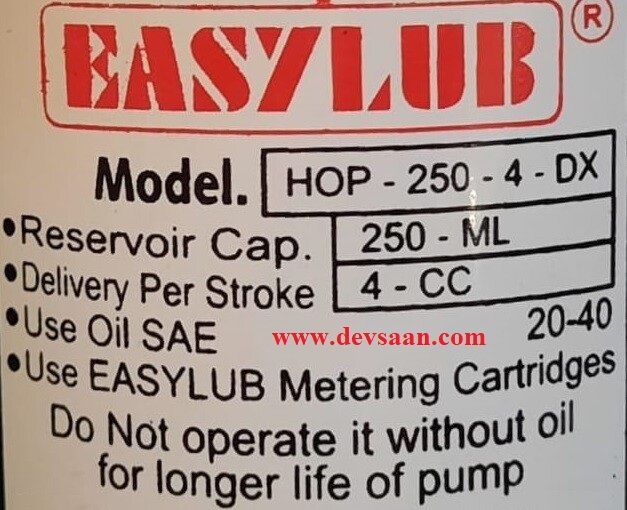 EASYLUB ®
Model. HOP - 250 - 4 - DX
•Reservoir Cap. 250 - ML
•Delivery Per Stroke 4 - CC
•Use Oil SAE www.devsaan.com 20-40
•Use EASYLUB Metering Cartridges
Do Not operate it without oil
for longer life of pump